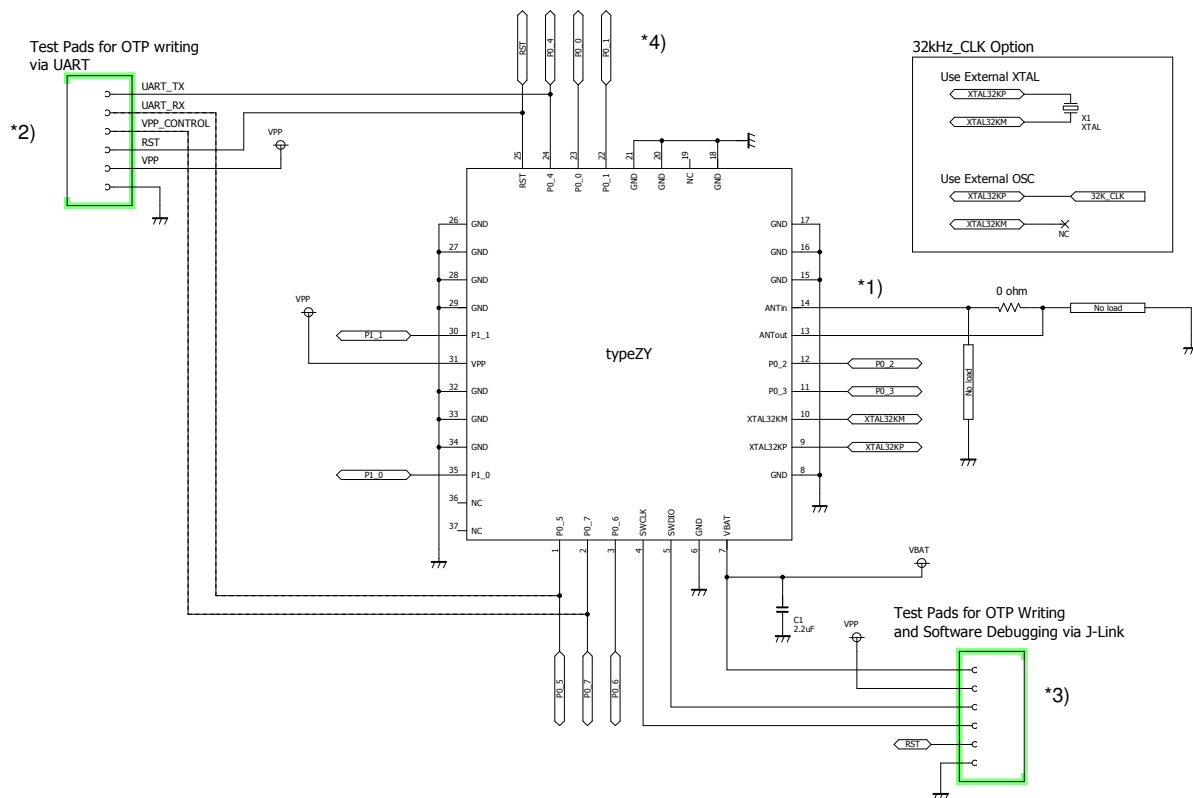 Test Pads for OTP writing
via UART
*2)
UART_TX
UART_RX
VPP_CONTROL
RST
VPP
VPP
RST
P0_4
P0_0
P0_1
*4)
32kHz_CLK Option
Use External XTAL
XTAL32KP
XTAL32KM
X1
XTAL
Use External OSC
XTAL32KP
32K_CLK
XTAL32KM
NC
25
24
23
22
21
20
19
18
RST
P0_4
P0_0
P0_1
GND
GND
NC
GND
26 GND
27 GND
28 GND
29 GND
VPP
P1_1
30 P1_1
31 VPP
32 GND
33 GND
34 GND
P1_0
35 P1_0
36 NC
37 NC
typeZY
GND 17
GND 16
GND 15
*1)
ANTin 14
0 ohm
No load
ANTout 13
No load
P0_2 12 P0_2
P0_3 11 P0_3
XTAL32KM 10 XTAL32KM
XTAL32KP 9 XTAL32KP
GND 8
P0_5
P0_7
P0_6
SWCLK
SWDIO
GND
VBAT
1
2
3
4
5
6
7
VBAT
C1
2.2uF
P0_5
P0_7
P0_6
Test Pads for OTP Writing
and Software Debugging via J-Link
VPP
*3)
RST